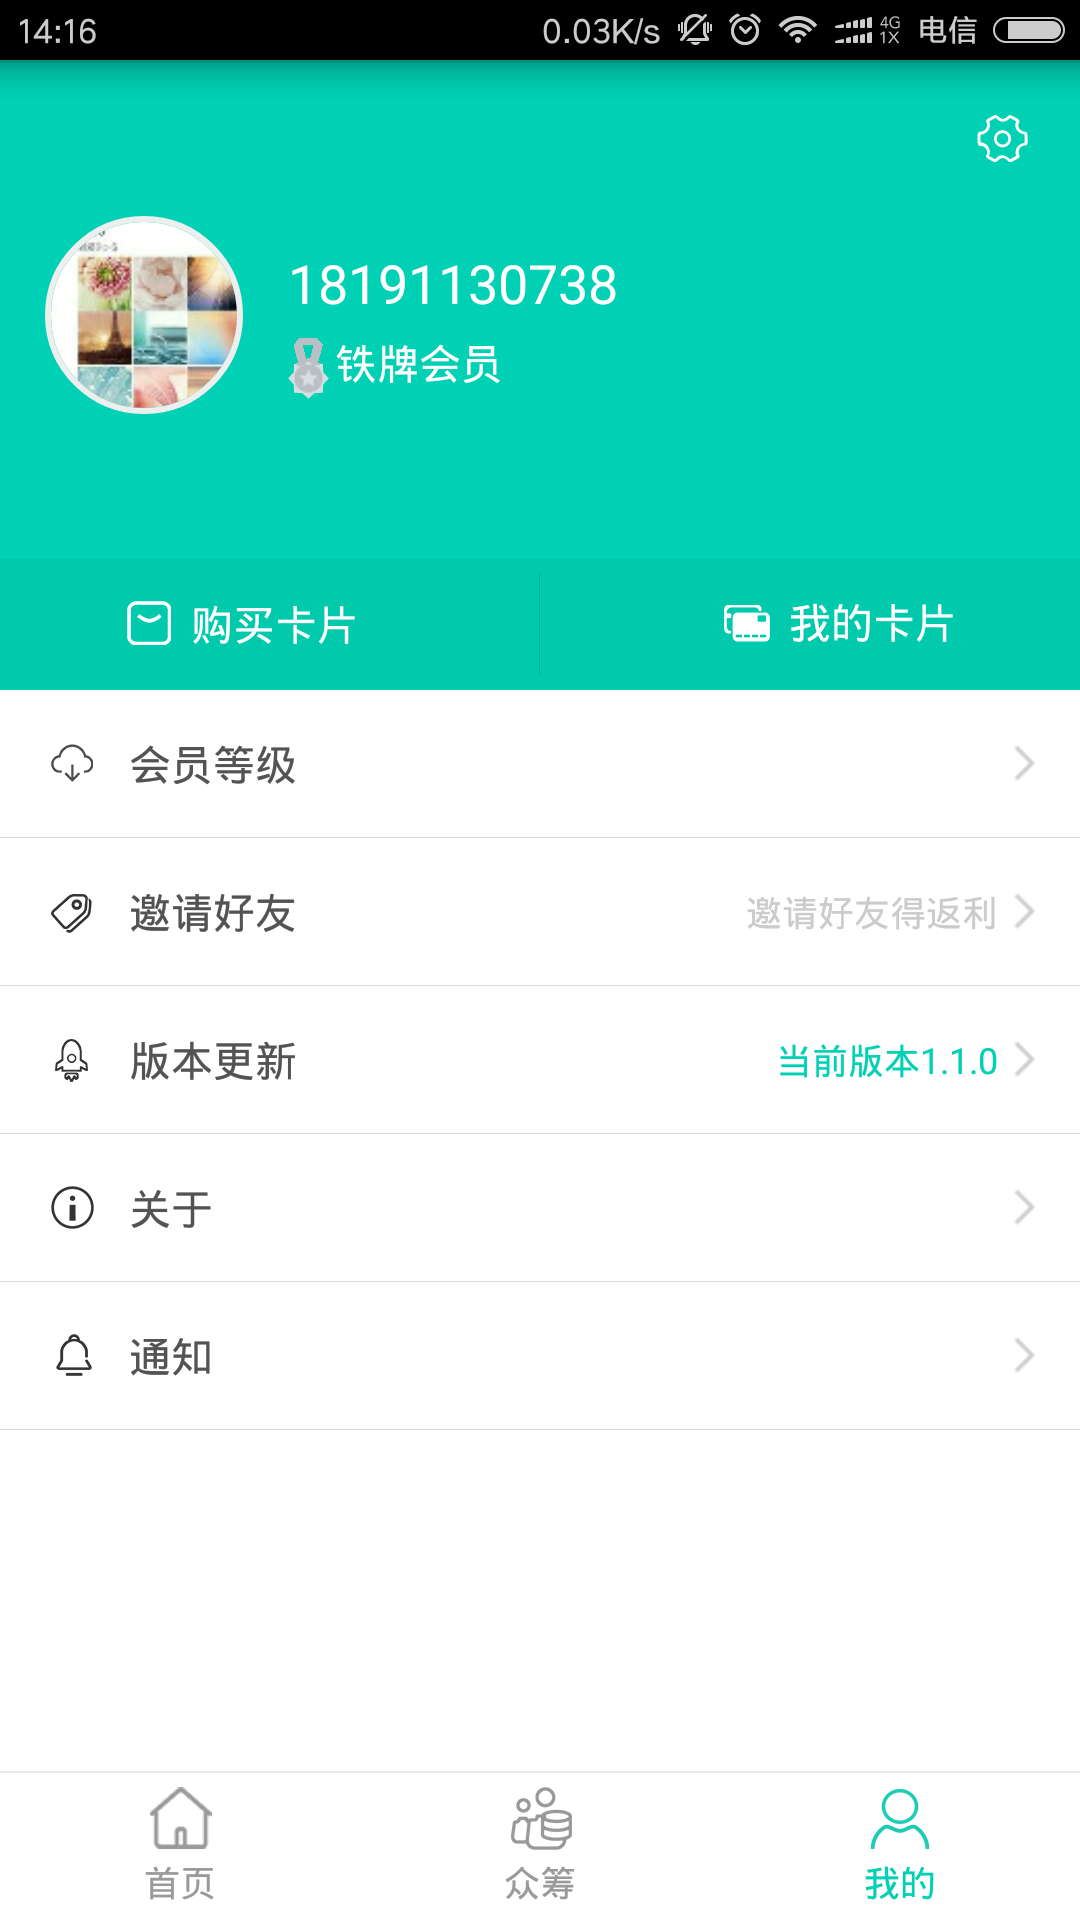 14:16 0.03K/s 4G 1X 电信
18191130738
铁牌会员
购买卡片 我的卡片
会员等级
邀请好友 邀请好友得返利
版本更新 当前版本1.1.0
关于
通知
首页 众筹 我的